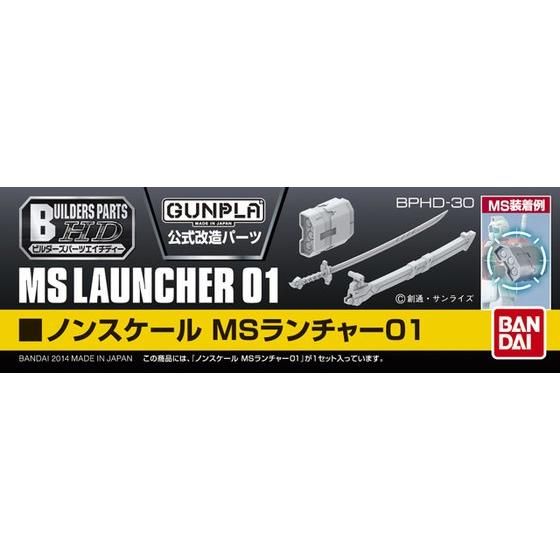 BUILDERS PARTS
HD
ビルダーズパーツエイチディー
GUNPLA
MADE IN JAPAN
公式改造パーツ
BPHD-30
MS装着例
MS LAUNCHER 01
©創通・サンライズ
■ノンスケール MSランチャー01
BAN
DAI
BANDAI 2014 MADE IN JAPAN この商品には、「ノンスケール MSランチャー01」が1セット入っています。